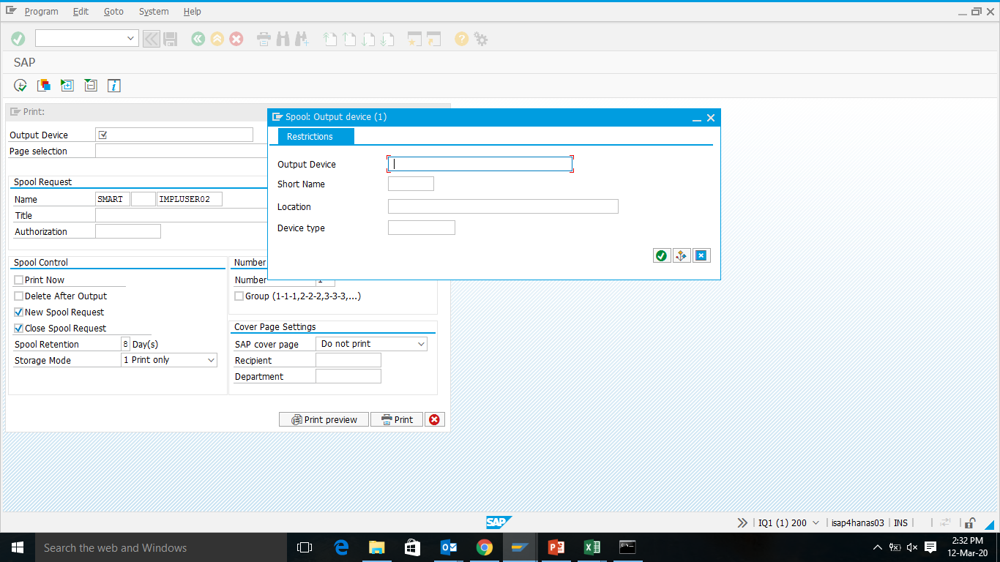 Program Edit Goto System Help
SAP
Print:
Spool: Output device (1)
Restrictions
Output Device
Page selection
Output Device
Short Name
Location
Device type
Spool Request
Name SMART IMPLUSER02
Title
Authorization
Spool Control
Print Now
Delete After Output
New Spool Request
Close Spool Request
Spool Retention 8 Day(s)
Storage Mode 1 Print only
Number
Number 1
Group (1-1-1,2-2-2,3-3-3,...)
Cover Page Settings
SAP cover page Do not print
Recipient
Department
Print preview Print
SAP IQ1 (1) 200 isap4hanas03 INS
Search the web and Windows
2:32 PM
12-Mar-20